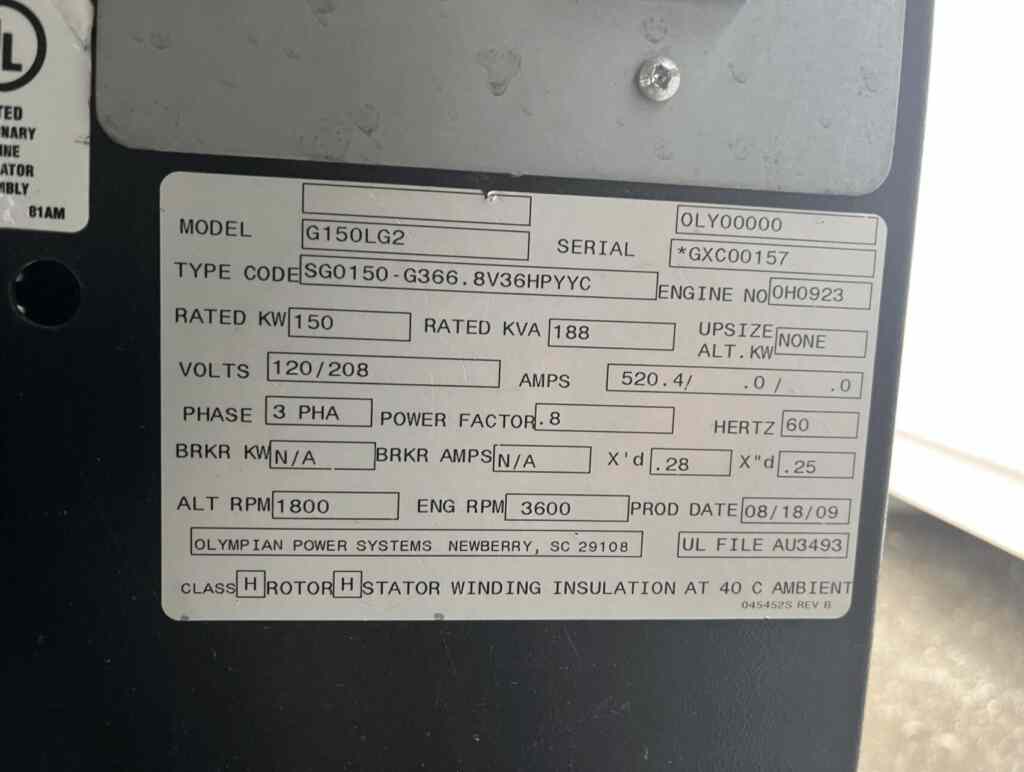 L
TED
NARY
INE
ATOR
MBLY
81AM
OLY00000
MODEL G150LG2 SERIAL *GXC00157
TYPE CODE SG0150-G366.8V36HPYYC ENGINE NO 0H0923
RATED KW 150 RATED KVA 188 UPSIZE ALT.KW NONE
VOLTS 120/208 AMPS 520.4/ .0/ .0
PHASE 3 PHA POWER FACTOR .8 HERTZ 60
BRKR KW N/A BRKR AMPS N/A X'd .28 X"d .25
ALT RPM 1800 ENG RPM 3600 PROD DATE 08/18/09
OLYMPIAN POWER SYSTEMS NEWBERRY, SC 29108 UL FILE AU3493
CLASS H ROTOR H STATOR WINDING INSULATION AT 40 C AMBIENT
045452S REV B